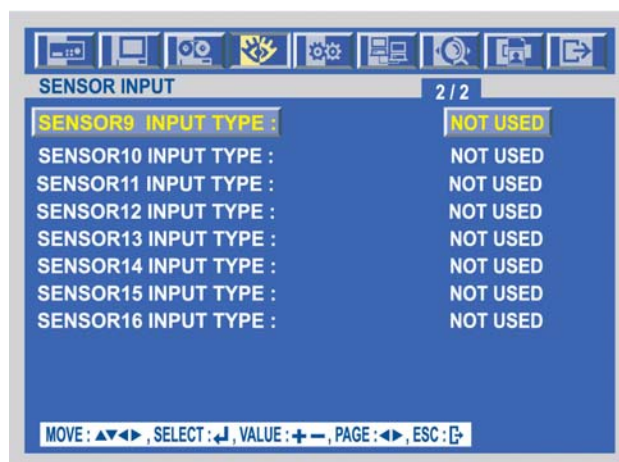 SENSOR INPUT 2 / 2
SENSOR9 INPUT TYPE : NOT USED
SENSOR10 INPUT TYPE : NOT USED
SENSOR11 INPUT TYPE : NOT USED
SENSOR12 INPUT TYPE : NOT USED
SENSOR13 INPUT TYPE : NOT USED
SENSOR14 INPUT TYPE : NOT USED
SENSOR15 INPUT TYPE : NOT USED
SENSOR16 INPUT TYPE : NOT USED
MOVE : ▲▼◄► , SELECT : ↵ , VALUE : + − , PAGE : ◄► , ESC :